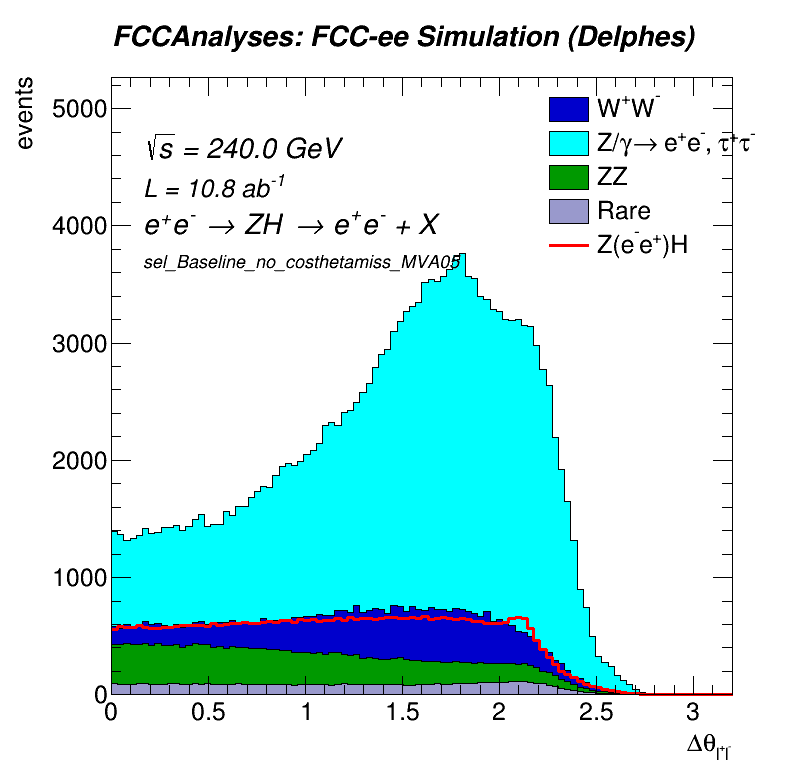 FCCAnalyses: FCC-ee Simulation (Delphes)
events
5000
4000
3000
2000
1000
0
√s = 240.0 GeV
L = 10.8 ab⁻¹
e⁺e⁻ → ZH → e⁺e⁻ + X
sel_Baseline_no_costhetamiss_MVA05
W⁺W⁻
Z/γ→ e⁺e⁻, τ⁺τ⁻
ZZ
Rare
Z(e⁻e⁺)H
0 0.5 1 1.5 2 2.5 3
Δθ_l⁺l⁻